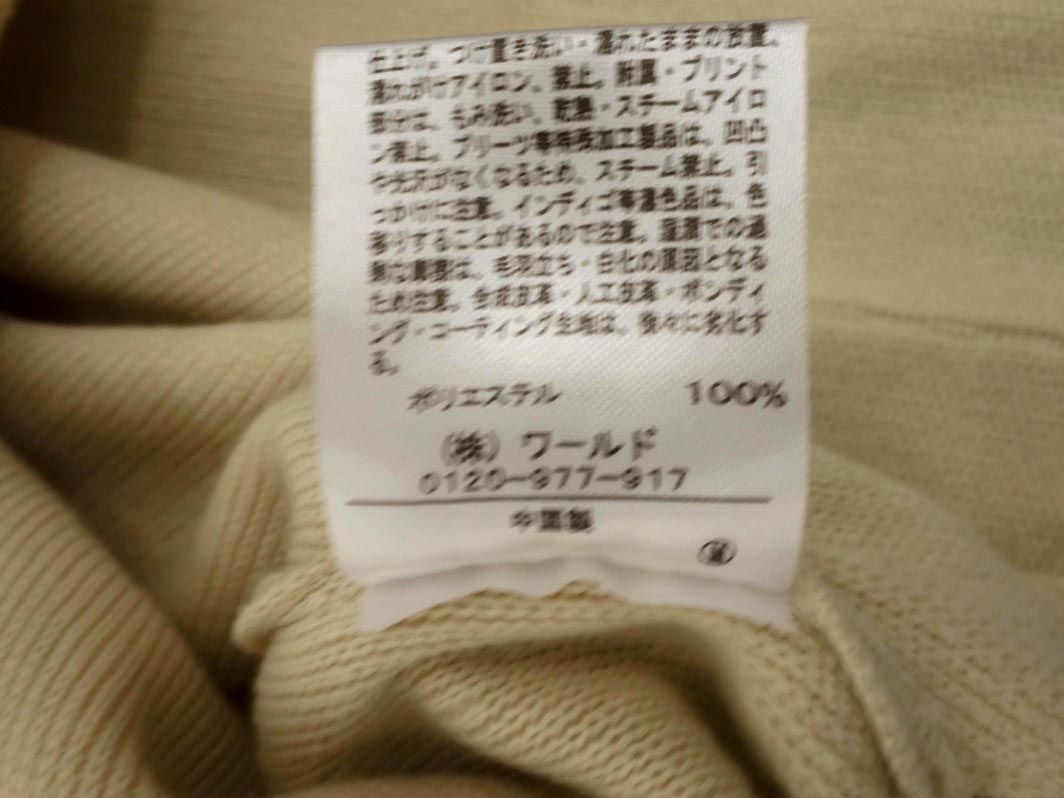 仕上げ。つけ置き洗い・濡れたままの放置、
濡れがけアイロン、禁止。附属・プリント
部分は、もみ洗い、乾熱・スチームアイロ
ン禁止。プリーツ等特殊加工製品は、凹凸
や光沢がなくなるため、スチーム禁止。引
っかけに注意。インディゴ等濃色品は、色
移りすることがあるので注意。湿潤での過
剰な摩擦は、毛羽立ち・白化の原因となる
ため注意。合成皮革・人工皮革・ボンディ
ング・コーティング生地は、徐々に劣化す
る。
ポリエステル 100%
(株) ワールド
0120-977-917
中国製